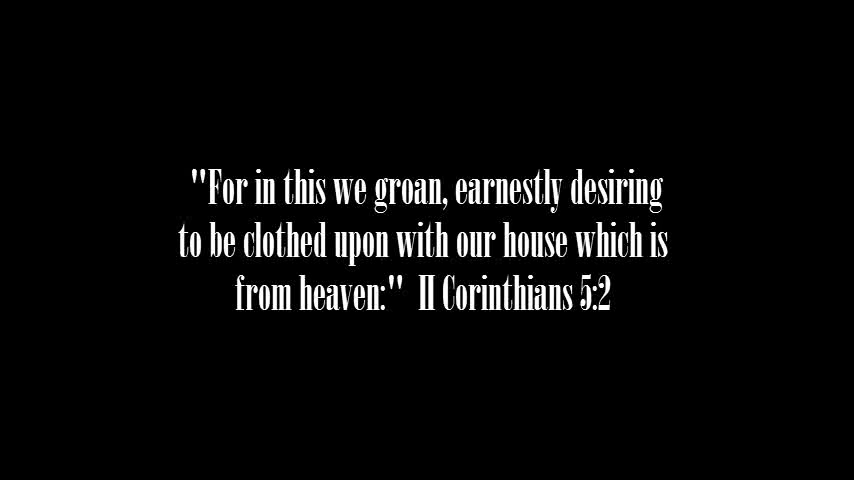 "For in this we groan, earnestly desiring
to be clothed upon with our house which is
from heaven:"  II Corinthians 5:2